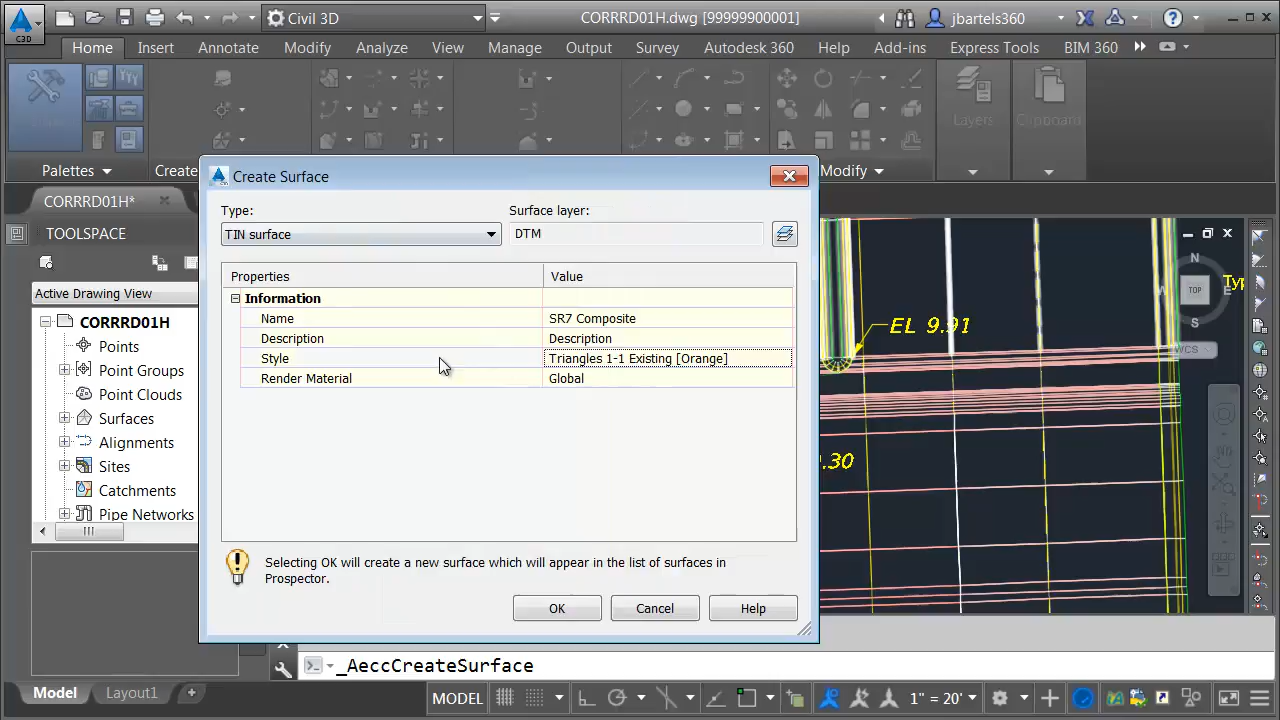 Civil 3D
CORRRD01H.dwg [99999900001]
jbartels360
C3D
Home Insert Annotate Modify Analyze View Manage Output Survey Autodesk 360 Help Add-ins Express Tools BIM 360
Layers
Clipboard
Palettes
Create
Modify
CORRRD01H*
TOOLSPACE
Active Drawing View
CORRRD01H
Points
Point Groups
Point Clouds
Surfaces
Alignments
Sites
Catchments
Pipe Networks
Create Surface
Type:
Surface layer:
TIN surface
DTM
Properties
Value
Information
Name
SR7 Composite
Description
Description
Style
Triangles 1-1 Existing [Orange]
Render Material
Global
Selecting OK will create a new surface which will appear in the list of surfaces in
Prospector.
OK
Cancel
Help
N
W
TOP
E
S
WCS
EL 9.91
.30
_AeccCreateSurface
Model
Layout1
MODEL
1" = 20'